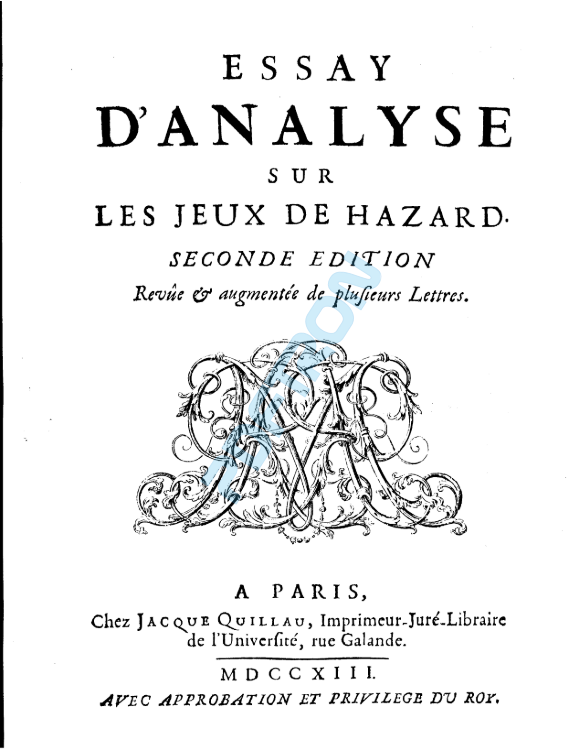 ESSAY
D'ANALYSE
SUR
LES JEUX DE HAZARD.
SECONDE EDITION
Revûe & augmentée de pluſieurs Lettres.
A PARIS,
Chez JACQUE QUILLAU, Imprimeur-Juré-Libraire
de l'Univerſité, rue Galande.
MDCCXIII.
AVEC APPROBATION ET PRIVILEGE DU ROY.